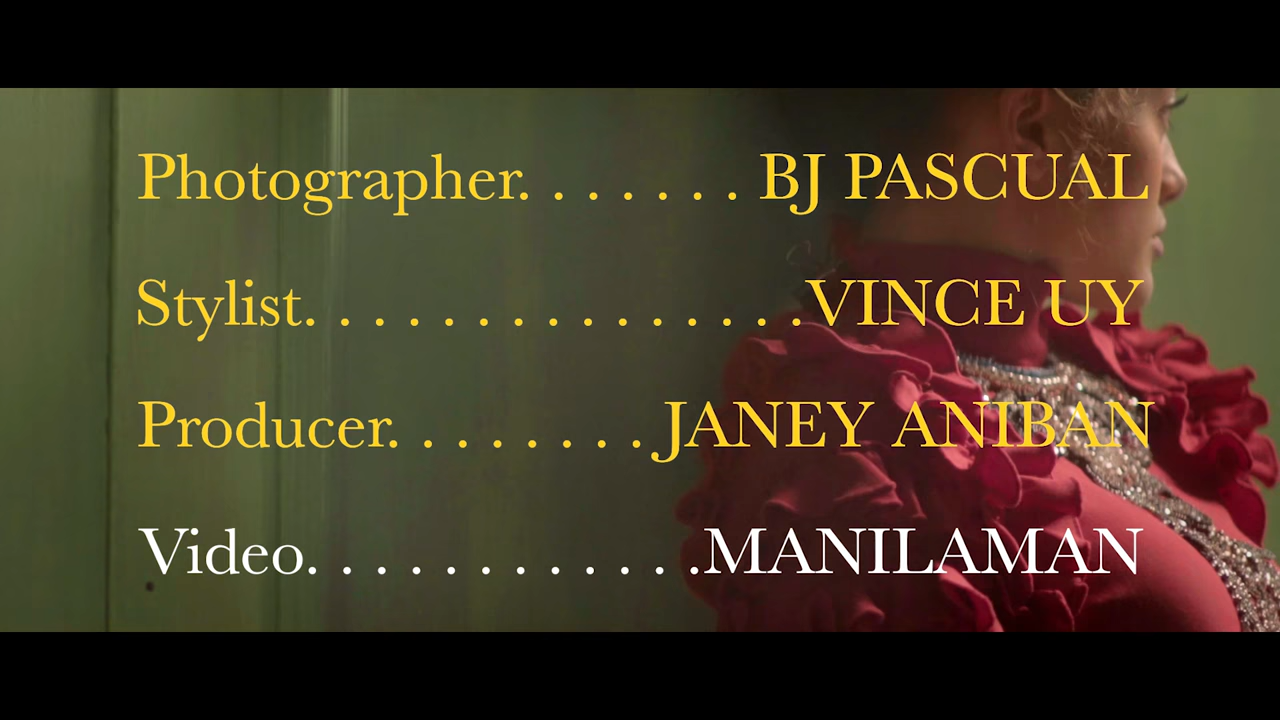 Photographer. . . . . . . BJ PASCUAL
Stylist. . . . . . . . . . . . . . .VINCE UY
Producer. . . . . . . . JANEY ANIBAN
Video. . . . . . . . . . . .MANILAMAN